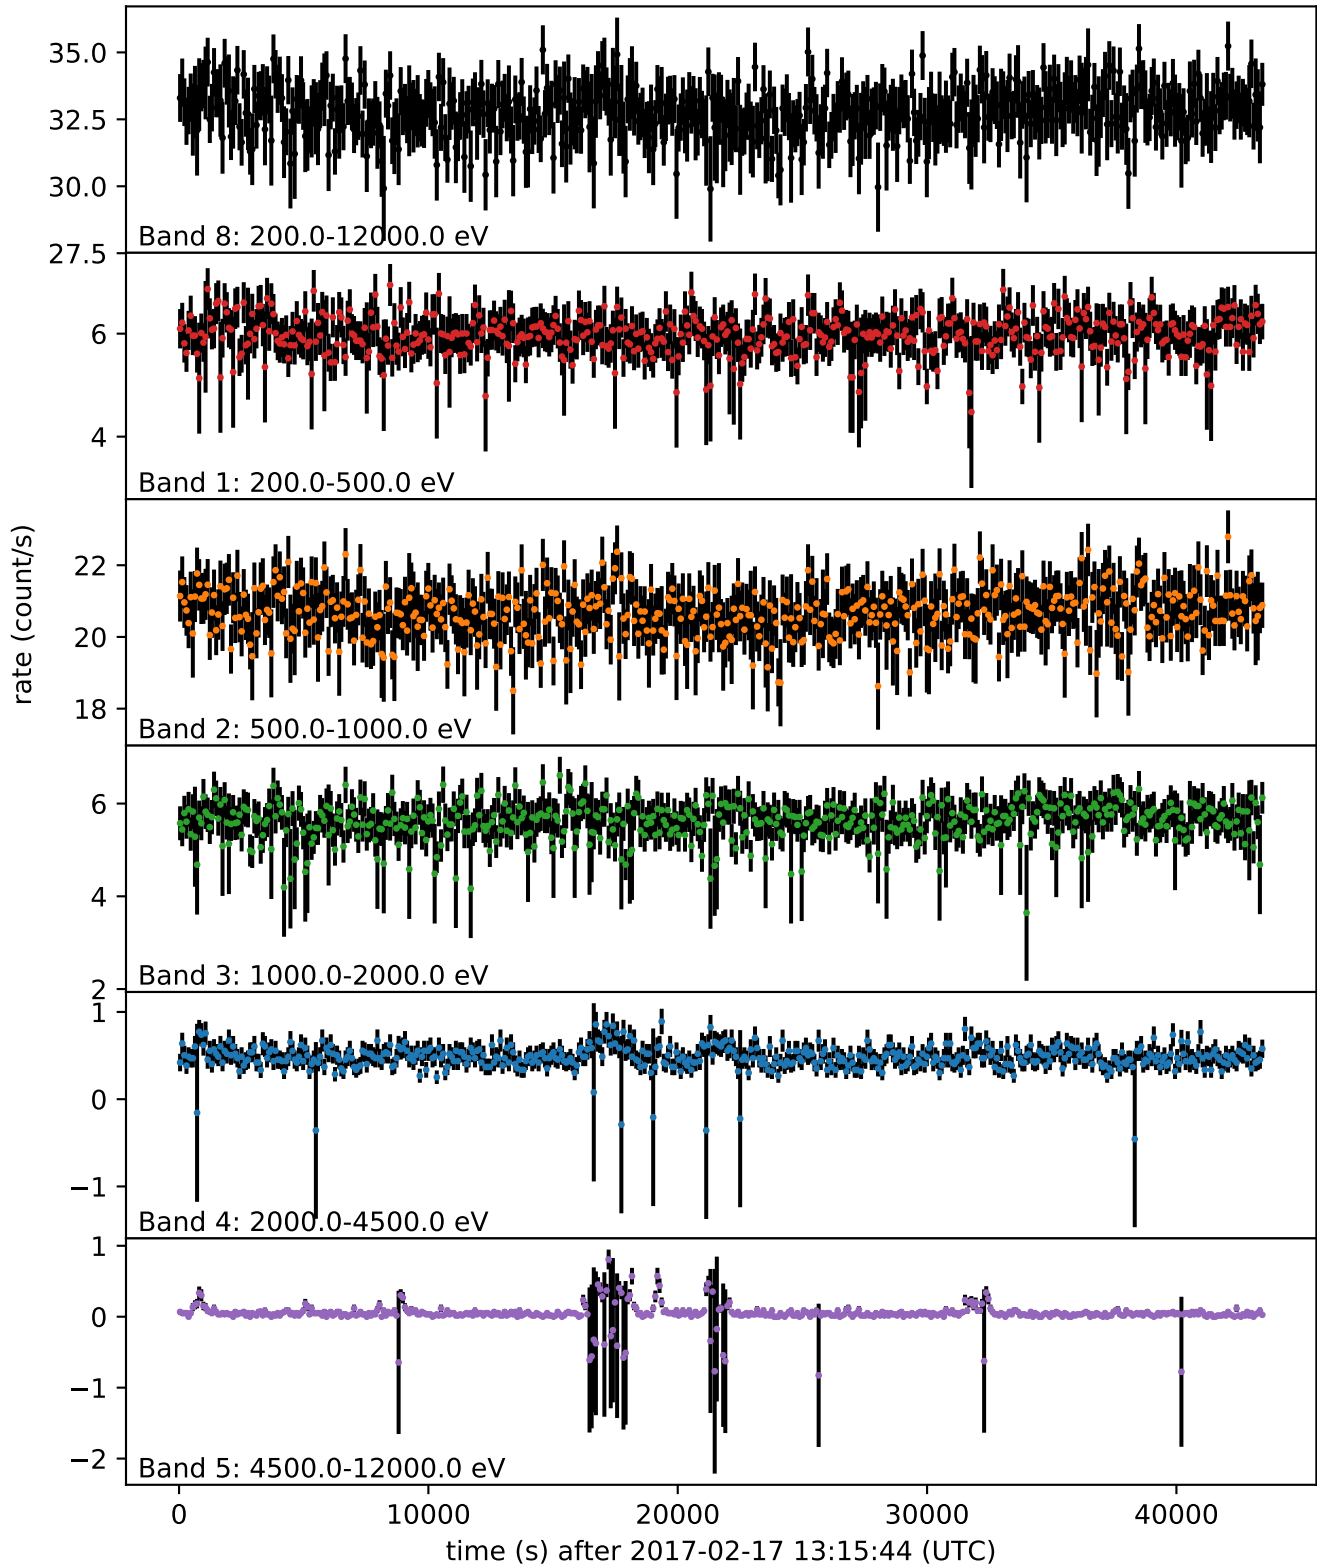 35.0
32.5
30.0
27.5
Band 8: 200.0-12000.0 eV
6
4
Band 1: 200.0-500.0 eV
22
20
18
Band 2: 500.0-1000.0 eV
6
4
2
Band 3: 1000.0-2000.0 eV
1
0
−1
Band 4: 2000.0-4500.0 eV
1
0
−1
−2
Band 5: 4500.0-12000.0 eV
rate (count/s)
0 10000 20000 30000 40000
time (s) after 2017-02-17 13:15:44 (UTC)